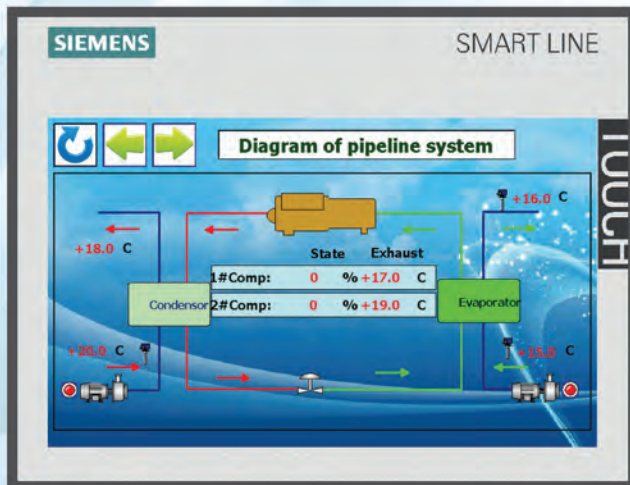 SIEMENS
SMART LINE
TOUCH
Diagram of pipeline system
+16.0 C
+18.0 C
State Exhaust
1#Comp: 0 % +17.0 C
2#Comp: 0 % +19.0 C
Condensor
Evaporator
+20.0 C
+15.0 C